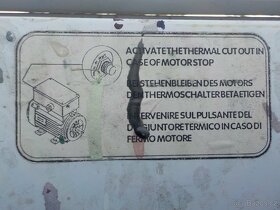 ACTIVATE THE THERMAL CUT OUT IN
CASE OF MOTOR STOP
BEI STEHENBLEIBEN DES MOTORS
DEN THERMOSCHALTER BETAETIGEN
INTERVENIRE SUL PULSANTE DEL
DISGIUNTORE TERMICO IN CASO DI
FERMO MOTORE